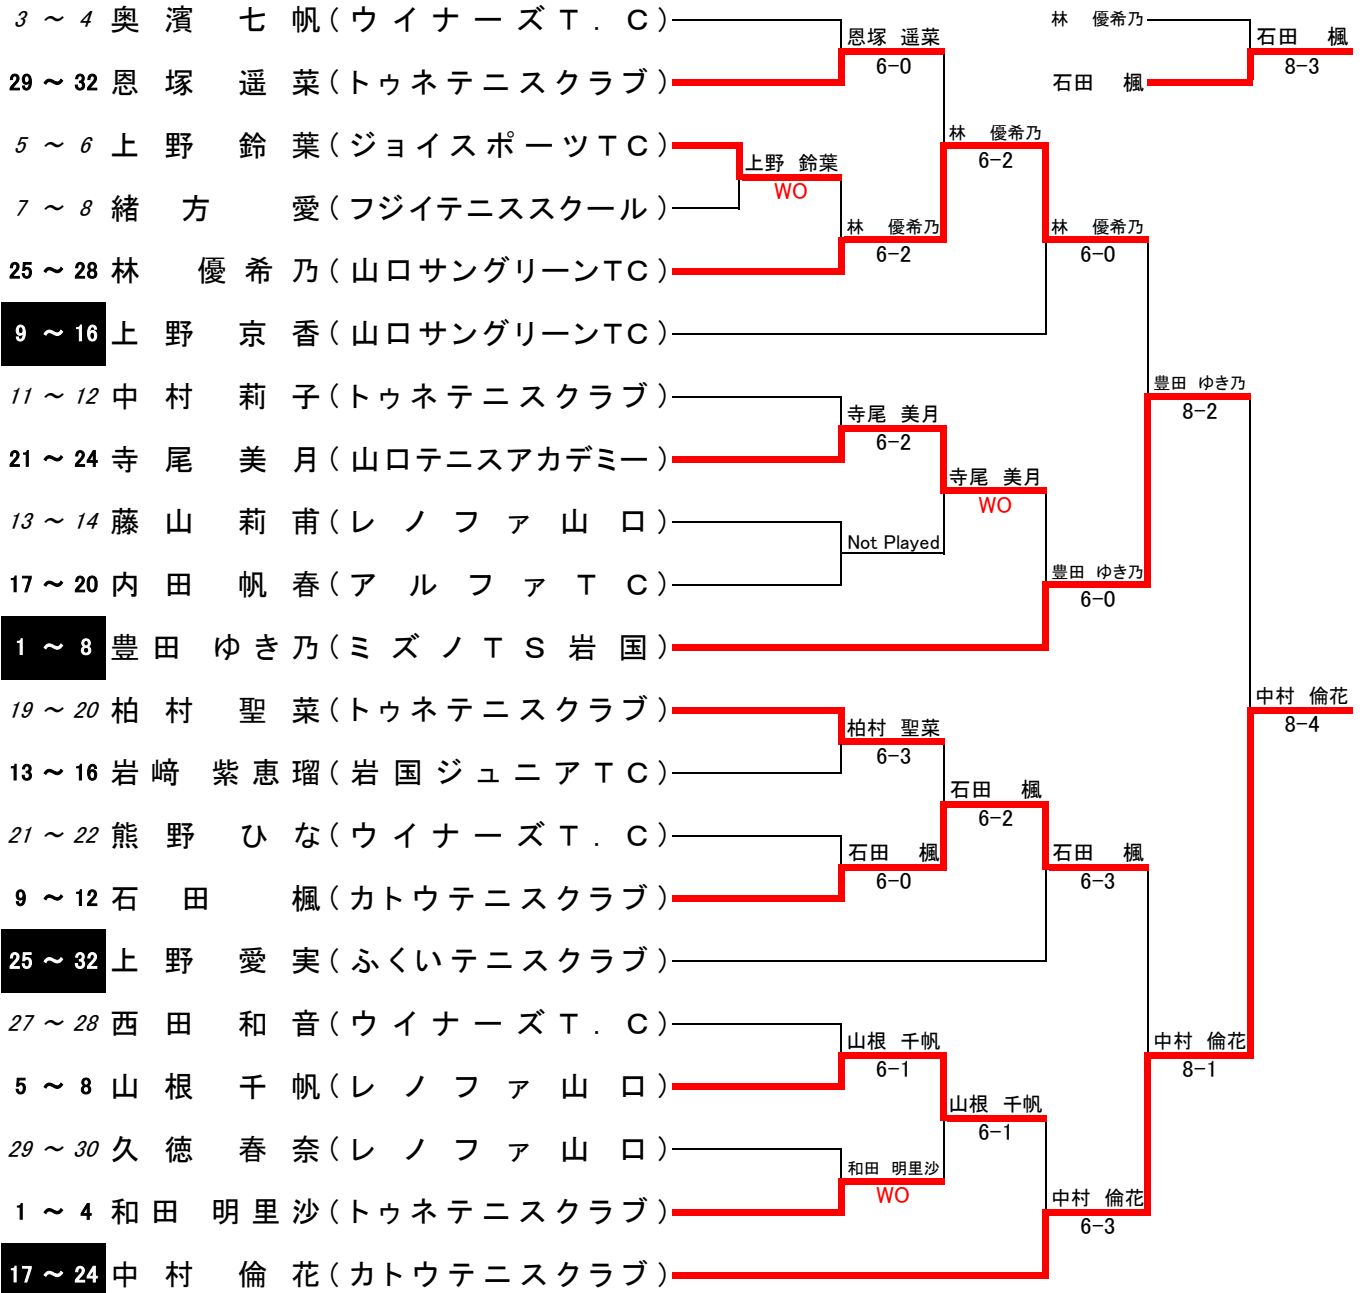 3 ～ 4 奥濱 七帆(ウイナーズT.C)
29 ～ 32 恩塚 遥菜(トゥネテニスクラブ)
5 ～ 6 上野 鈴葉(ジョイスポーツTC)
7 ～ 8 緒方 愛(フジイテニススクール)
25 ～ 28 林 優希乃(山口サングリーンTC)
9 ～ 16 上野 京香(山口サングリーンTC)
11 ～ 12 中村 莉子(トゥネテニスクラブ)
21 ～ 24 寺尾 美月(山口テニスアカデミー)
13 ～ 14 藤山 莉甫(レノファ山口)
17 ～ 20 内田 帆春(アルファTC)
1 ～ 8 豊田 ゆき乃(ミズノTS岩国)
19 ～ 20 柏村 聖菜(トゥネテニスクラブ)
13 ～ 16 岩﨑 紫恵瑠(岩国ジュニアTC)
21 ～ 22 熊野 ひな(ウイナーズT.C)
9 ～ 12 石田 楓(カトウテニスクラブ)
25 ～ 32 上野 愛実(ふくいテニスクラブ)
27 ～ 28 西田 和音(ウイナーズT.C)
5 ～ 8 山根 千帆(レノファ山口)
29 ～ 30 久徳 春奈(レノファ山口)
1 ～ 4 和田 明里沙(トゥネテニスクラブ)
17 ～ 24 中村 倫花(カトウテニスクラブ)
上野 鈴葉
WO
恩塚 遥菜
6-0
林 優希乃
6-2
寺尾 美月
6-2
Not Played
柏村 聖菜
6-3
石田 楓
6-0
山根 千帆
6-1
和田 明里沙
WO
林 優希乃
6-2
寺尾 美月
WO
石田 楓
6-2
山根 千帆
6-1
林 優希乃
6-0
豊田 ゆき乃
6-0
石田 楓
6-3
中村 倫花
6-3
豊田 ゆき乃
8-2
中村 倫花
8-1
中村 倫花
8-4
林 優希乃
石田 楓
石田 楓
8-3